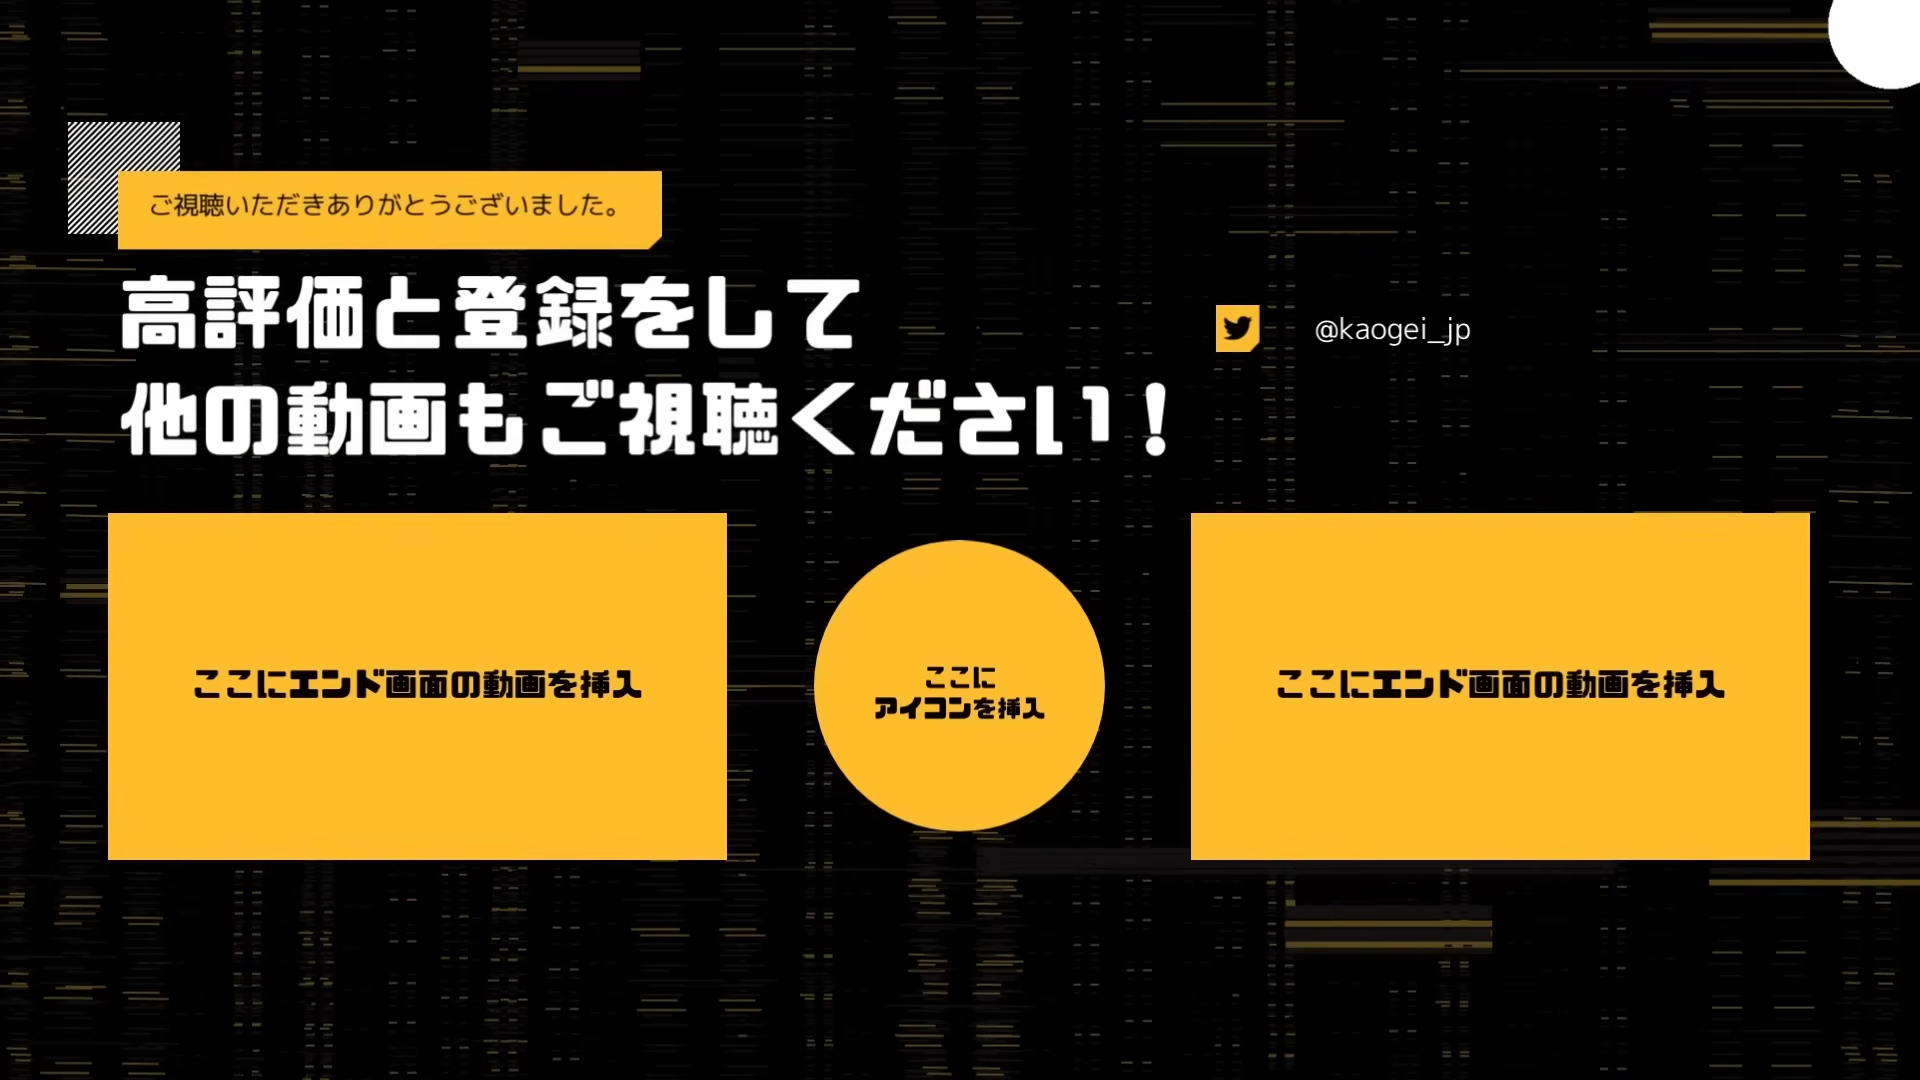 ご視聴いただきありがとうございました。
高評価と登録をして
他の動画もご視聴ください！
@kaogei_jp
ここにエンド画面の動画を挿入
ここに
アイコンを挿入
ここにエンド画面の動画を挿入